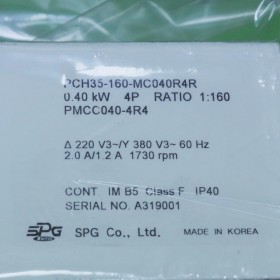 PCH35-160-MC040R4R
0.40 kW 4P RATIO 1:160
PMCC040-4R4
Δ 220 V3~/Y 380 V3~ 60 Hz
2.0 A/1.2 A 1730 rpm
CONT IM B5 Class F IP40
SERIAL NO. A319001
SPG SPG Co., Ltd. MADE IN KOREA